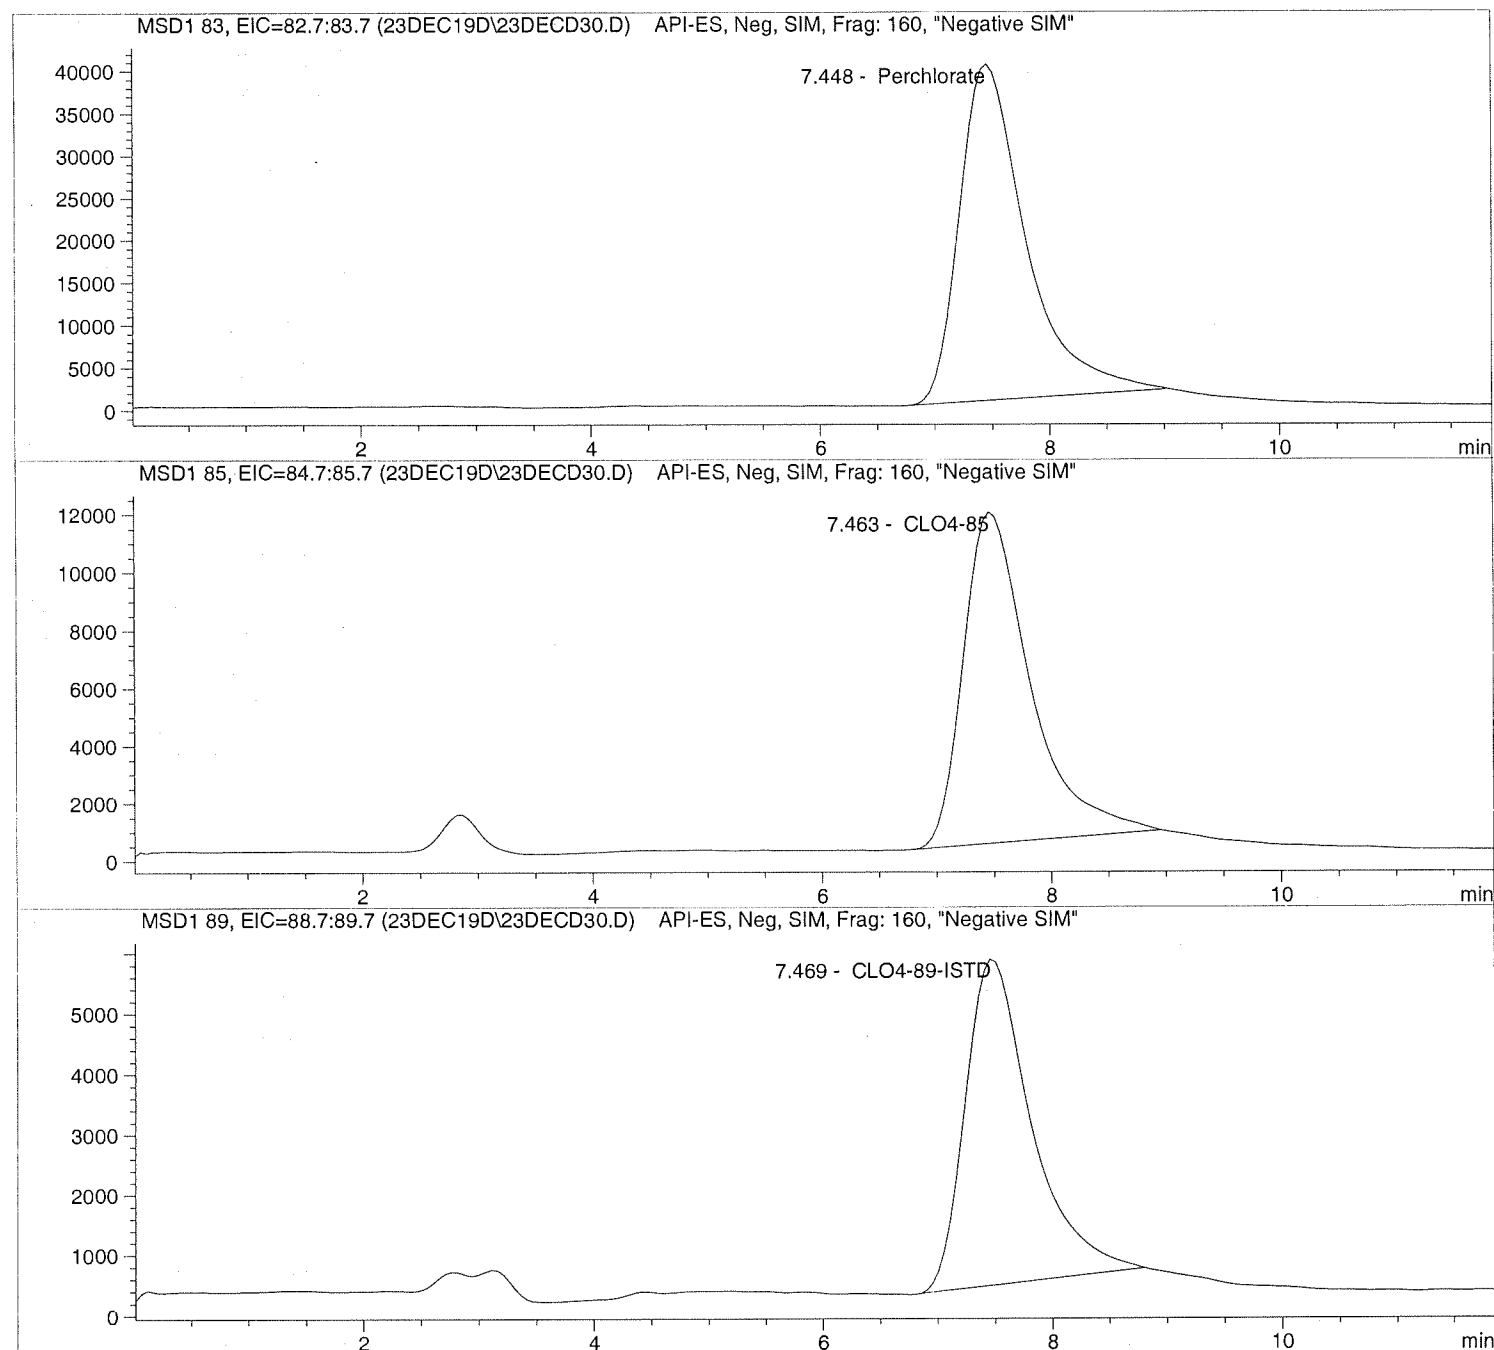 MSD1 83, EIC=82.7:83.7 (23DEC19D\23DECD30.D) API-ES, Neg, SIM, Frag: 160, "Negative SIM"
7.448 - Perchlorate
40000
35000
30000
25000
20000
15000
10000
5000
0
2 4 6 8 10 min
MSD1 85, EIC=84.7:85.7 (23DEC19D\23DECD30.D) API-ES, Neg, SIM, Frag: 160, "Negative SIM"
7.463 - CLO4-85
12000
10000
8000
6000
4000
2000
0
2 4 6 8 10 min
MSD1 89, EIC=88.7:89.7 (23DEC19D\23DECD30.D) API-ES, Neg, SIM, Frag: 160, "Negative SIM"
7.469 - CLO4-89-ISTD
5000
4000
3000
2000
1000
0
2 4 6 8 10 min